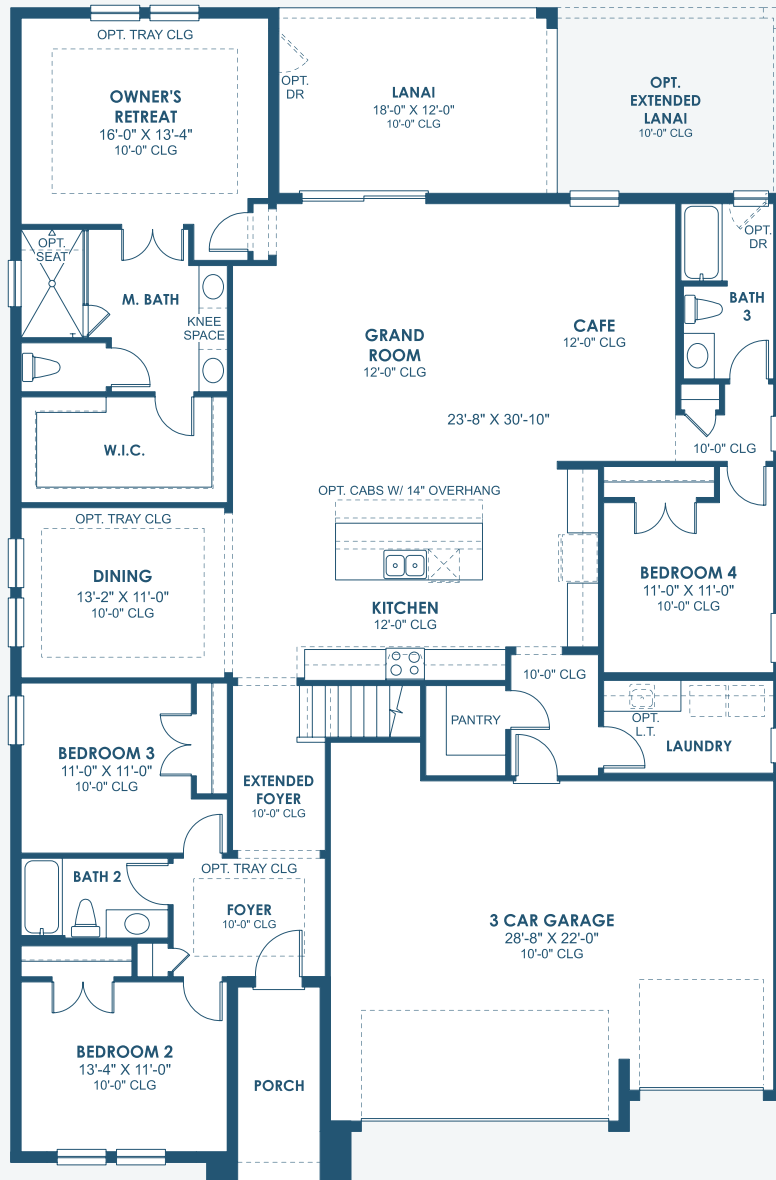 OPT. TRAY CLG
OWNER'S
RETREAT
16'-0" X 13'-4"
10'-0" CLG
OPT.
DR
LANAI
18'-0" X 12'-0"
10'-0" CLG
OPT.
EXTENDED
LANAI
10'-0" CLG
OPT.
SEAT
M. BATH
KNEE
SPACE
GRAND
ROOM
12'-0" CLG
CAFE
12'-0" CLG
OPT.
DR
BATH
3
W.I.C.
23'-8" X 30'-10"
10'-0" CLG
OPT. CABS W/ 14" OVERHANG
OPT. TRAY CLG
DINING
13'-2" X 11'-0"
10'-0" CLG
KITCHEN
12'-0" CLG
BEDROOM 4
11'-0" X 11'-0"
10'-0" CLG
10'-0" CLG
PANTRY
OPT.
L.T.
LAUNDRY
BEDROOM 3
11'-0" X 11'-0"
10'-0" CLG
EXTENDED
FOYER
10'-0" CLG
BATH 2
OPT. TRAY CLG
FOYER
10'-0" CLG
3 CAR GARAGE
28'-8" X 22'-0"
10'-0" CLG
BEDROOM 2
13'-4" X 11'-0"
10'-0" CLG
PORCH